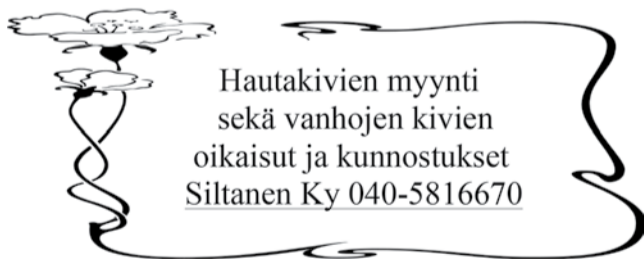 Hautakivien myynti
sekä vanhojen kivien
oikaisut ja kunnostukset
Siltanen Ky 040-5816670